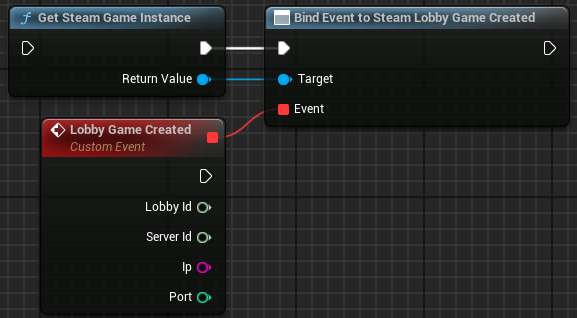 f Get Steam Game Instance
Return Value
Bind Event to Steam Lobby Game Created
Target
Event
Lobby Game Created
Custom Event
Lobby Id
Server Id
Ip
Port